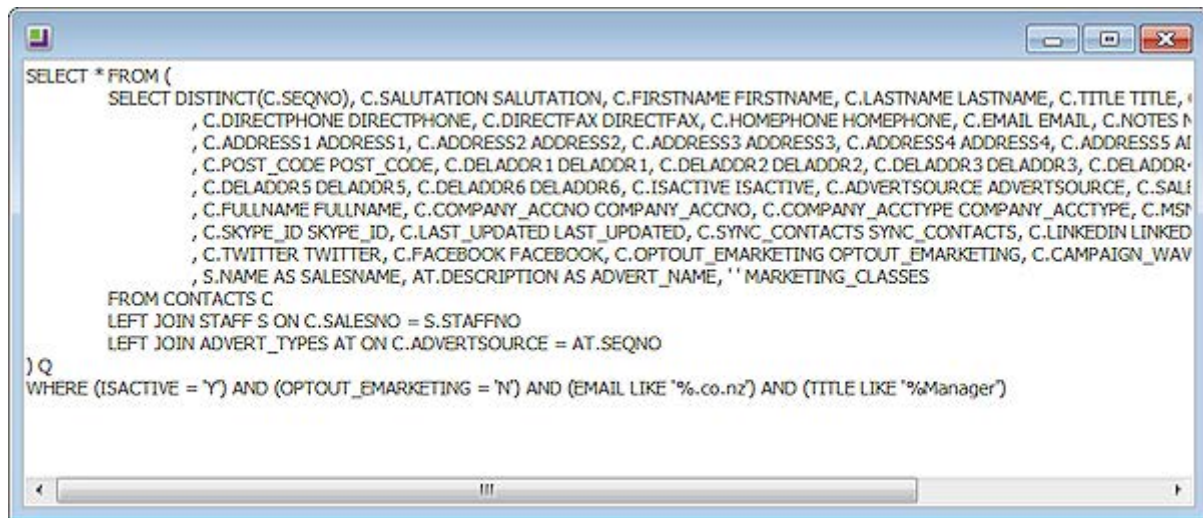 SELECT * FROM (
SELECT DISTINCT(C.SEQNO), C.SALUTATION SALUTATION, C.FIRSTNAME FIRSTNAME, C.LASTNAME LASTNAME, C.TITLE TITLE,
, C.DIRECTPHONE DIRECTPHONE, C.DIRECTFAX DIRECTFAX, C.HOMEPHONE HOMEPHONE, C.EMAIL EMAIL, C.NOTES
, C.ADDRESS1 ADDRESS1, C.ADDRESS2 ADDRESS2, C.ADDRESS3 ADDRESS3, C.ADDRESS4 ADDRESS4, C.ADDRESS5
, C.POST_CODE POST_CODE, C.DELADDR1 DELADDR1, C.DELADDR2 DELADDR2, C.DELADDR3 DELADDR3,
, C.DELADDR5 DELADDR5, C.DELADDR6 DELADDR6, C.ISACTIVE ISACTIVE, C.ADVERTSOURCE ADVERTSOURCE,
, C.FULLNAME FULLNAME, C.COMPANY_ACCNO COMPANY_ACCNO, C.COMPANY_ACCTYPE COMPANY_ACCTYPE,
, C.SKYPE_ID SKYPE_ID, C.LAST_UPDATED LAST_UPDATED, C.SYNC_CONTACTS SYNC_CONTACTS, C.LINKEDIN LINKED
, C.TWITTER TWITTER, C.FACEBOOK FACEBOOK, C.OPTOUT_EMARKETING OPTOUT_EMARKETING, C.CAMPAIGN_WAV
, S.NAME AS SALESNAME, AT.DESCRIPTION AS ADVERT_NAME, ' ' MARKETING_CLASSES
FROM CONTACTS C
LEFT JOIN STAFF S ON C.SALESNO = S.STAFFNO
LEFT JOIN ADVERT_TYPES AT ON C.ADVERTSOURCE = AT.SEQNO
) Q
WHERE (ISACTIVE = 'Y') AND (OPTOUT_EMARKETING = 'N') AND (EMAIL LIKE '%.co.nz') AND (TITLE LIKE '%Manager')